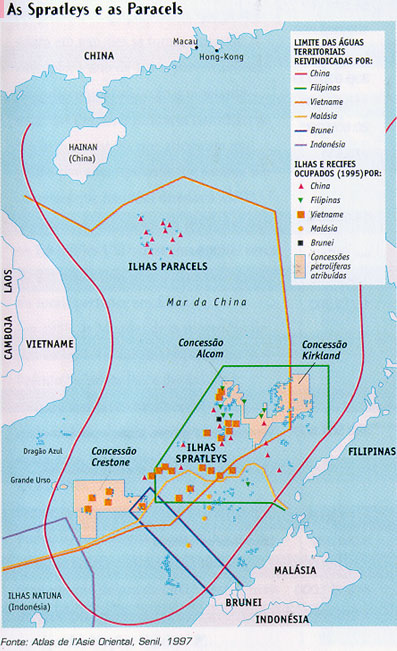 As Spratleys e as Paracels
CHINA
Macau
Hong-Kong
HAINAN
(China)
LIMITE DAS ÁGUAS
TERRITORIAIS
REIVINDICADAS POR:
China
Filipinas
Vietname
Malásia
Brunei
Indonésia
ILHAS E RECIFES
OCUPADOS (1995) POR:
China
Filipinas
Vietname
Malásia
Brunei
Concessões
petrolíferas
atribuídas
ILHAS PARACELS
Mar da China
LAOS
CAMBOJA
VIETNAME
Concessão
Alcom
Concessão
Kirkland
ILHAS
SPRATLEYS
FILIPINAS
Dragão Azul
Concessão
Crestone
Grande Urso
ILHAS NATUNA
(Indonésia)
MALÁSIA
BRUNEI
INDONÉSIA
Fonte: Atlas de l'Asie Oriental, Senil, 1997